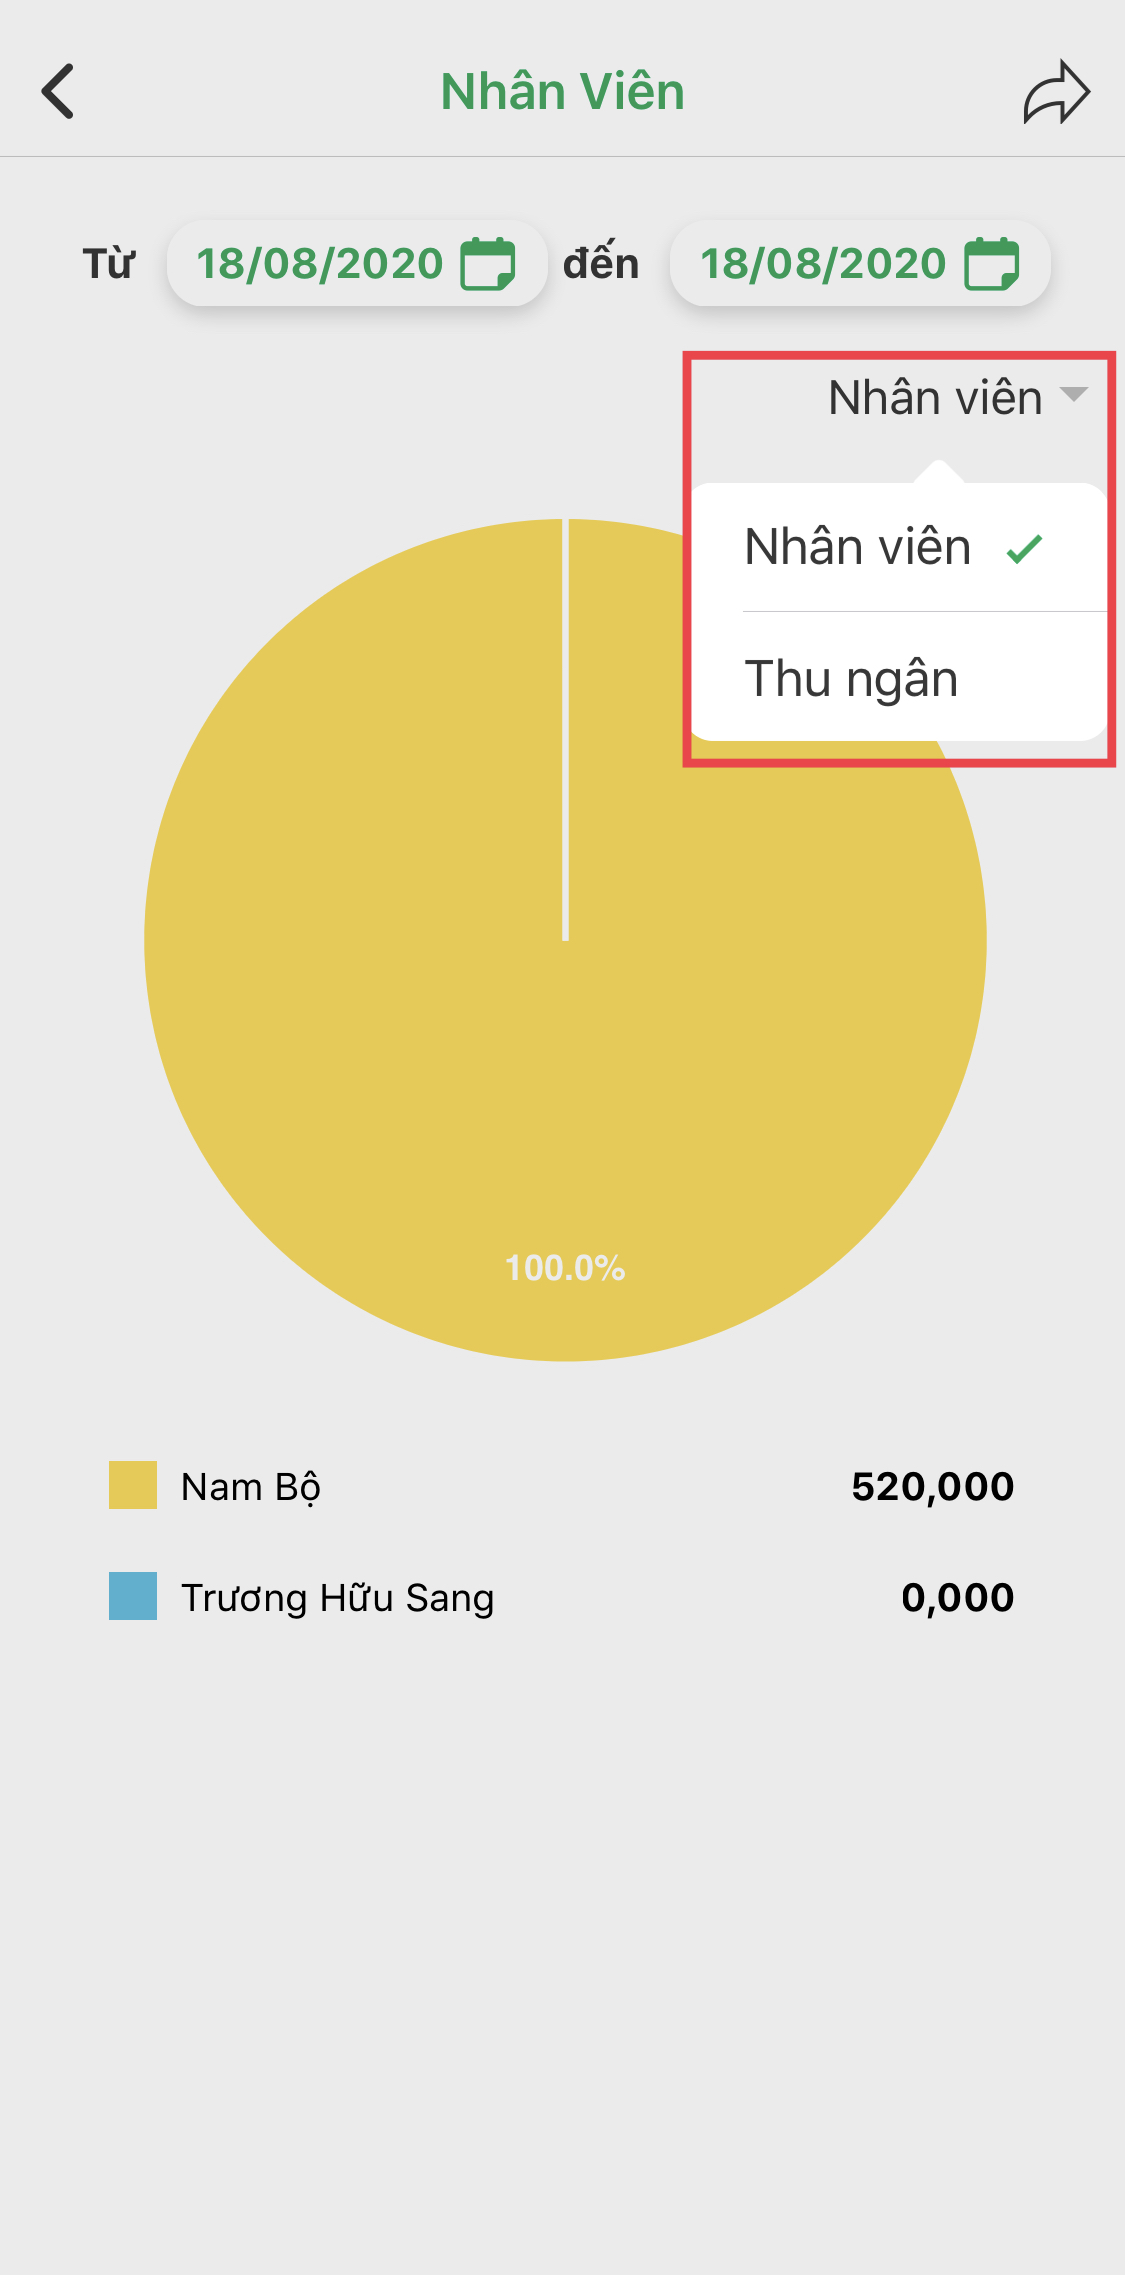 Nhân Viên
Từ 18/08/2020 đến 18/08/2020
Nhân viên
Nhân viên
Thu ngân
100.0%
Nam Bộ 520,000
Trương Hữu Sang 0,000